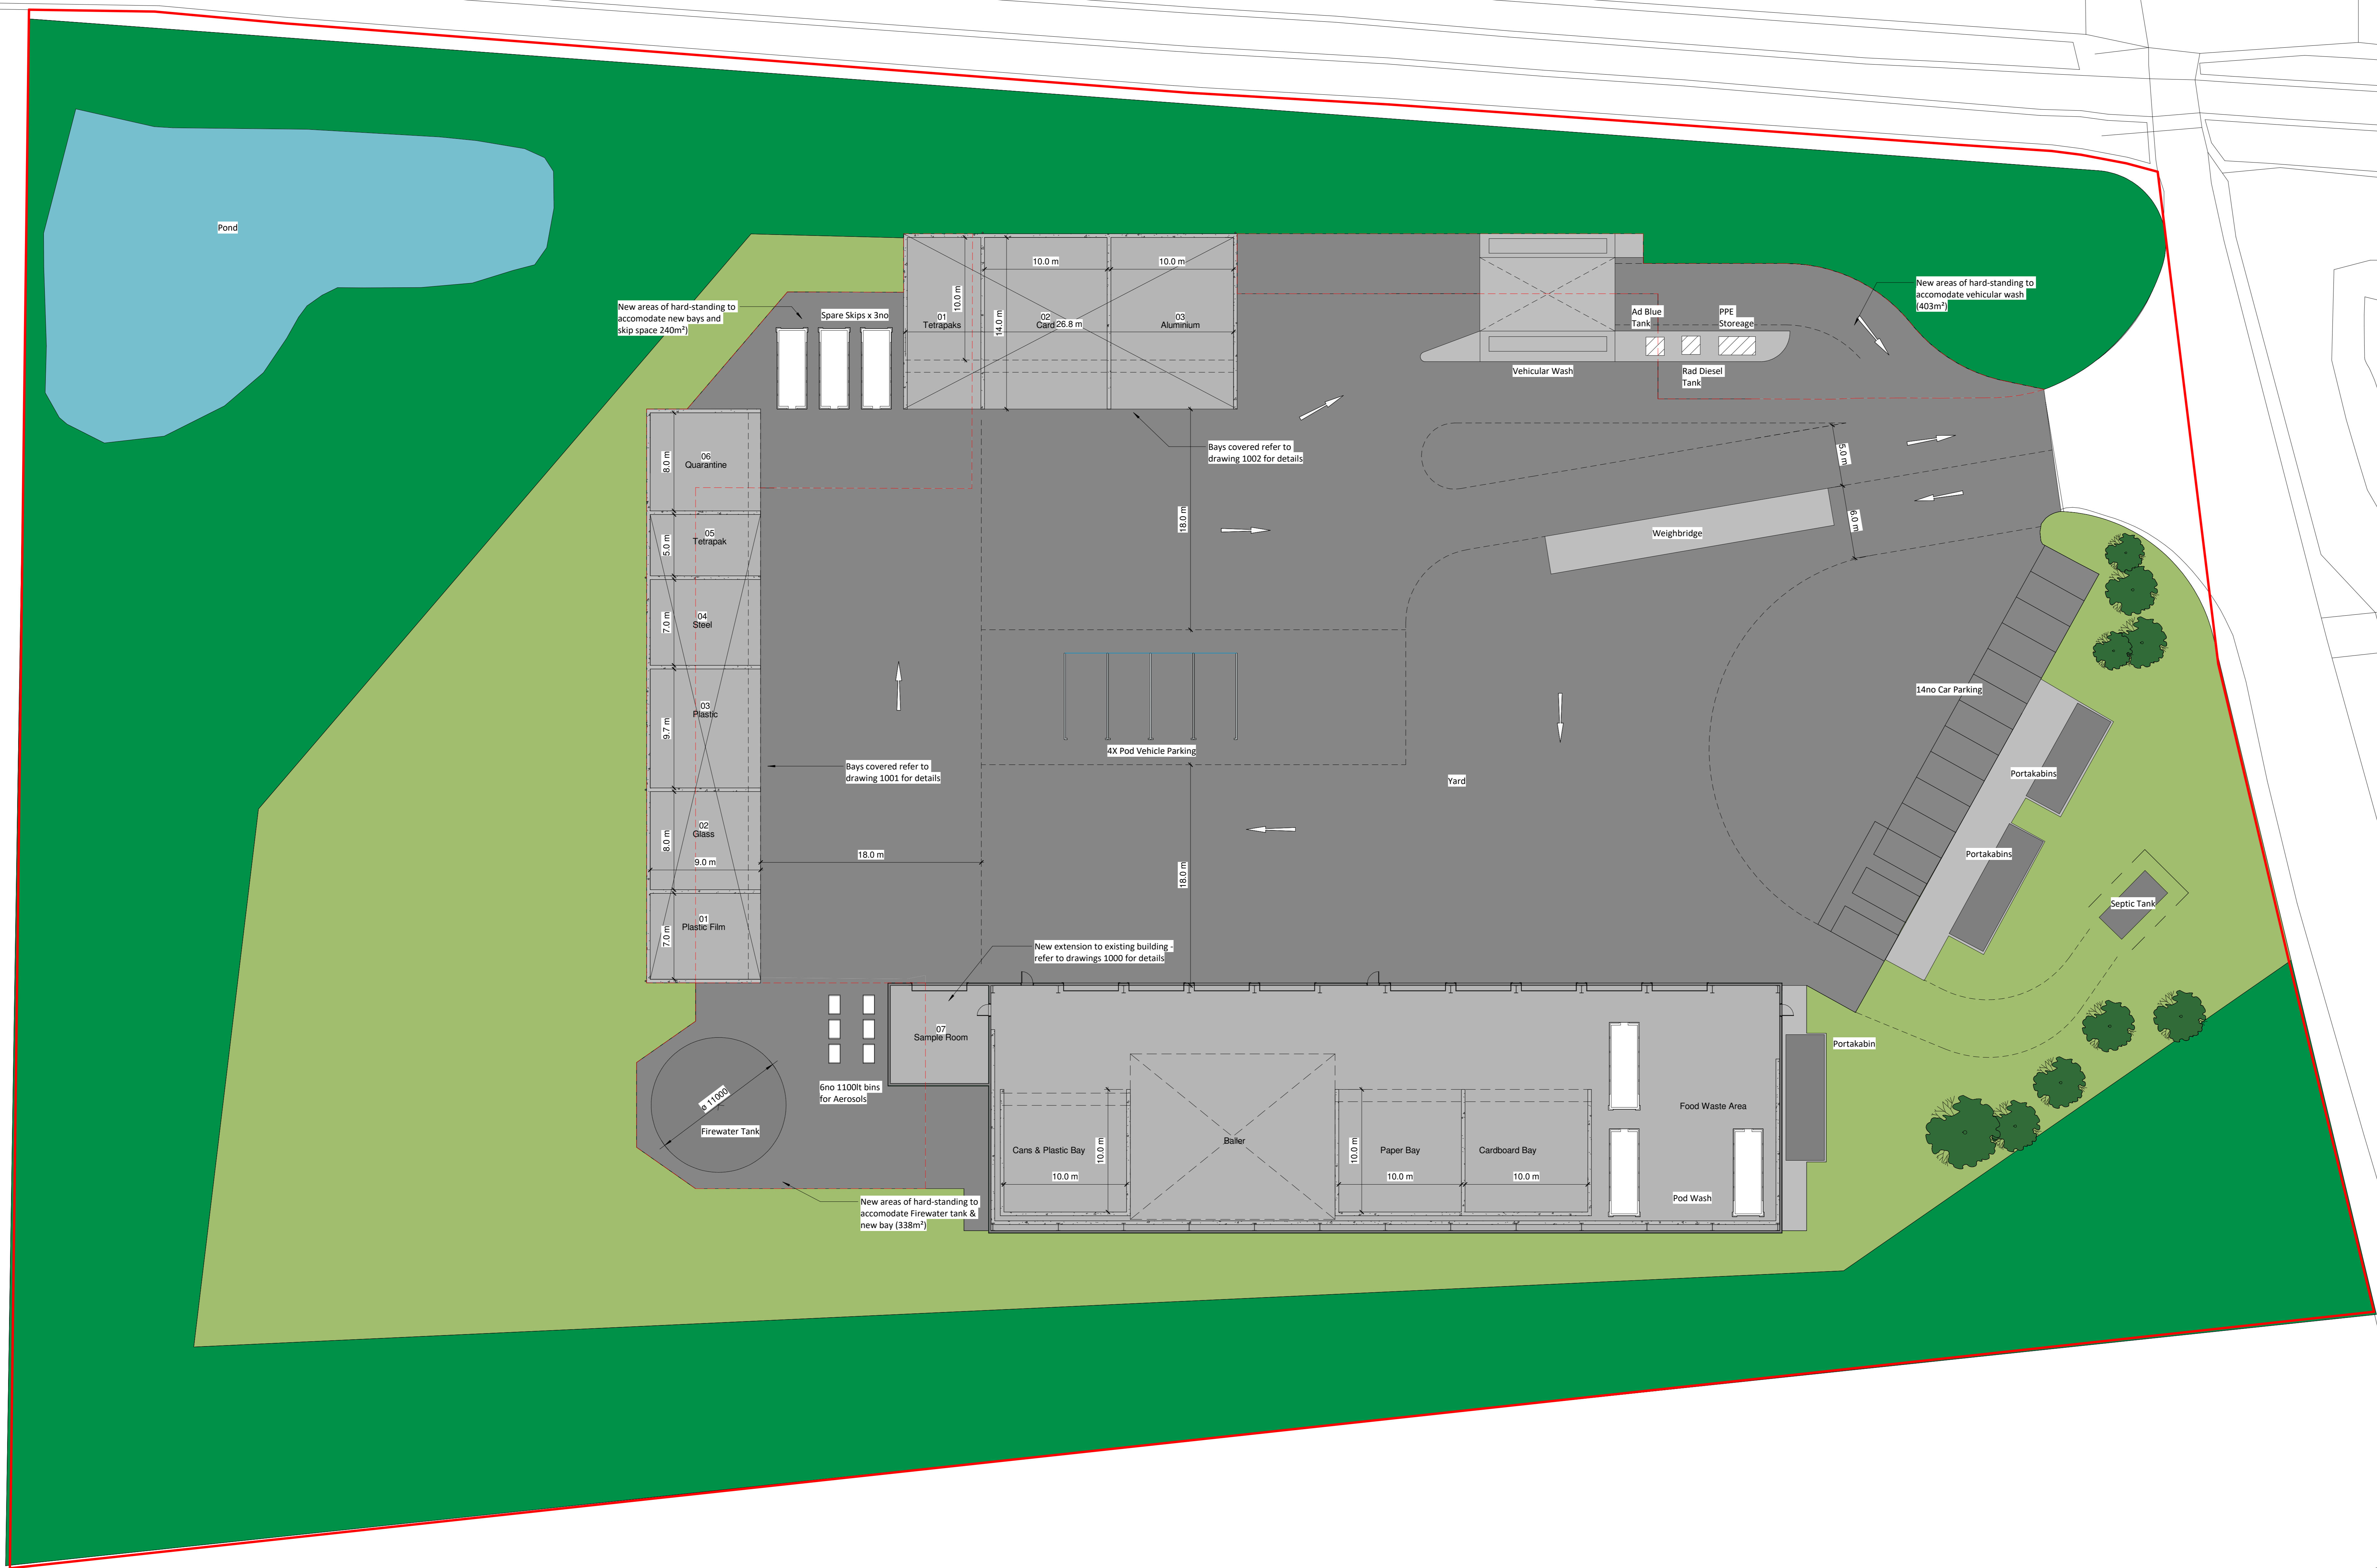 Pond
New areas of hard-standing to
accomodate new bays and
skip space 240m²)
Spare Skips x 3no
10.0 m
14.0 m
10.0 m
10.0 m
01
Tetrapaks
02
Card
26.8 m
03
Aluminium
Bays covered refer to
drawing 1002 for details
Vehicular Wash
Ad Blue
Tank
Rad Diesel
Tank
PPE
Storeage
New areas of hard-standing to
accomodate vehicular wash
(403m²)
5.0 m
6.0 m
Weighbridge
18.0 m
06
Quarantine
8.0 m
05
Tetrapak
5.0 m
04
Steel
7.0 m
03
Plastic
9.7 m
02
Glass
8.0 m
9.0 m
01
Plastic Film
7.0 m
Bays covered refer to
drawing 1001 for details
18.0 m
4X Pod Vehicle Parking
18.0 m
Yard
14no Car Parking
Portakabins
Portakabins
Septic Tank
New extension to existing building -
refer to drawings 1000 for details
07
Sample Room
6no 1100lt bins
for Aerosols
ø 11000
Firewater Tank
New areas of hard-standing to
accomodate Firewater tank &
new bay (338m²)
Cans & Plastic Bay
10.0 m
10.0 m
Baller
10.0 m
Paper Bay
10.0 m
Cardboard Bay
10.0 m
Food Waste Area
Pod Wash
Portakabin